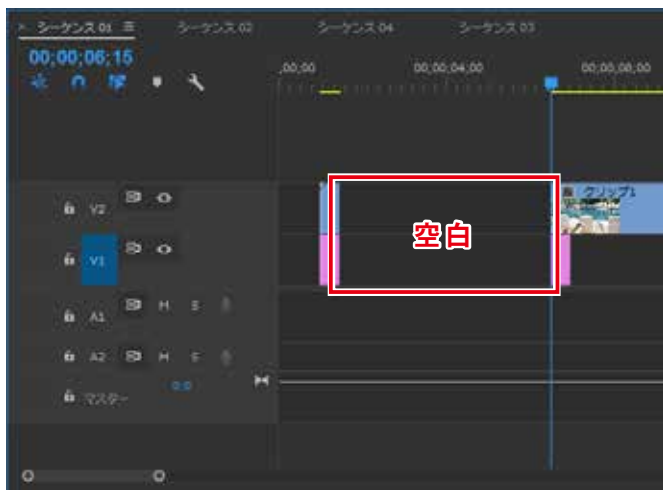 × シーケンス 01 ≡ シーケンス 02 シーケンス 04 シーケンス 03
00;00;06;15
;00;00 00;00;04;00 00;00;08;00
V2 クリップ1
空白
V1
A1 M S
A2 M S
マスター 0.0